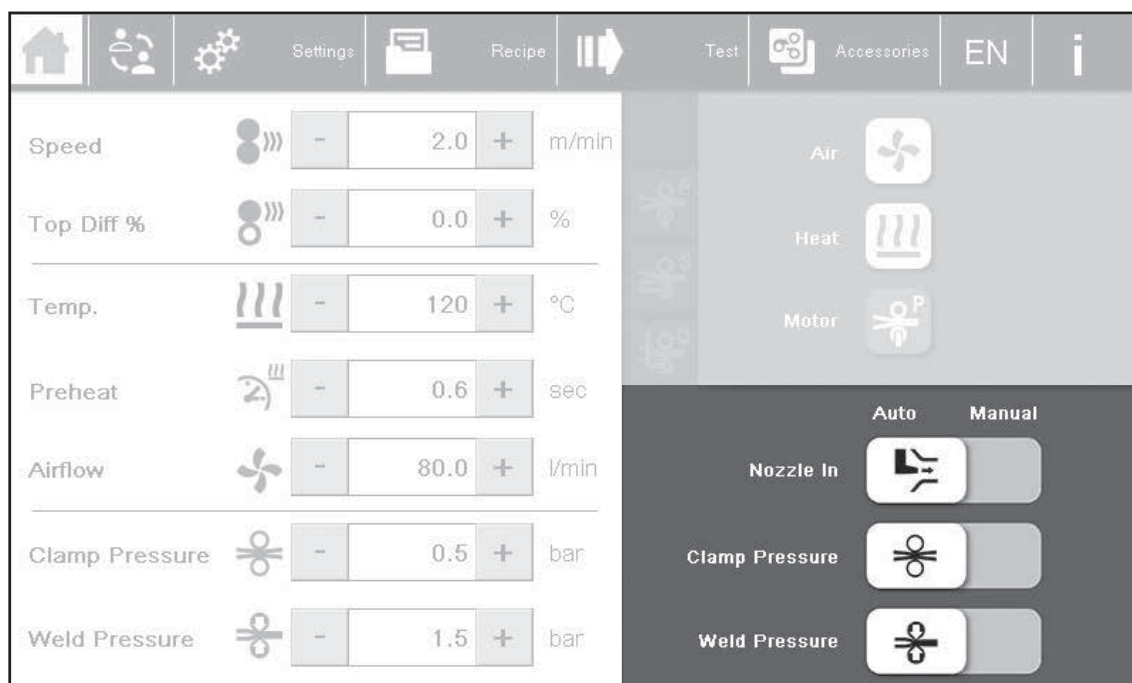 Settings Recipe Test Accessories EN i
Speed - 2.0 + m/min
Top Diff % - 0.0 + %
Temp. - 120 + °C
Preheat - 0.6 + sec
Airflow - 80.0 + l/min
Clamp Pressure - 0.5 + bar
Weld Pressure - 1.5 + bar
Air
Heat
Motor P
P
S
Auto Manual
Nozzle In
Clamp Pressure
Weld Pressure